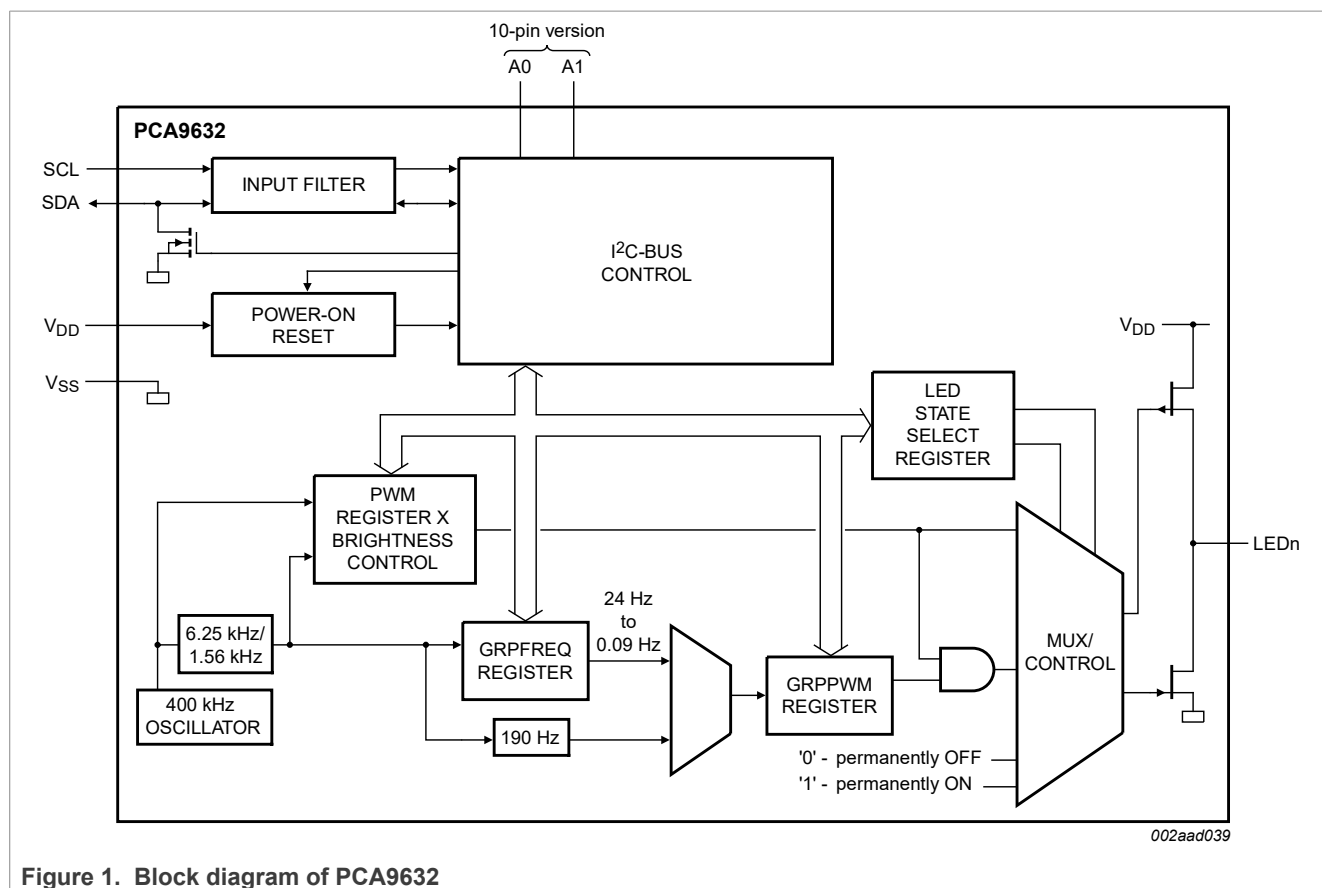 10-pin version
A0 A1
PCA9632
SCL
SDA
INPUT FILTER
I²C-BUS
CONTROL
POWER-ON
RESET
VDD
VSS
VDD
LED
STATE
SELECT
REGISTER
PWM
REGISTER X
BRIGHTNESS
CONTROL
LEDn
24 Hz
to
0.09 Hz
6.25 kHz/
1.56 kHz
GRPFREQ
REGISTER
MUX/
CONTROL
GRPPWM
REGISTER
400 kHz
OSCILLATOR
190 Hz
'0' - permanently OFF
'1' - permanently ON
002aad039
Figure 1. Block diagram of PCA9632